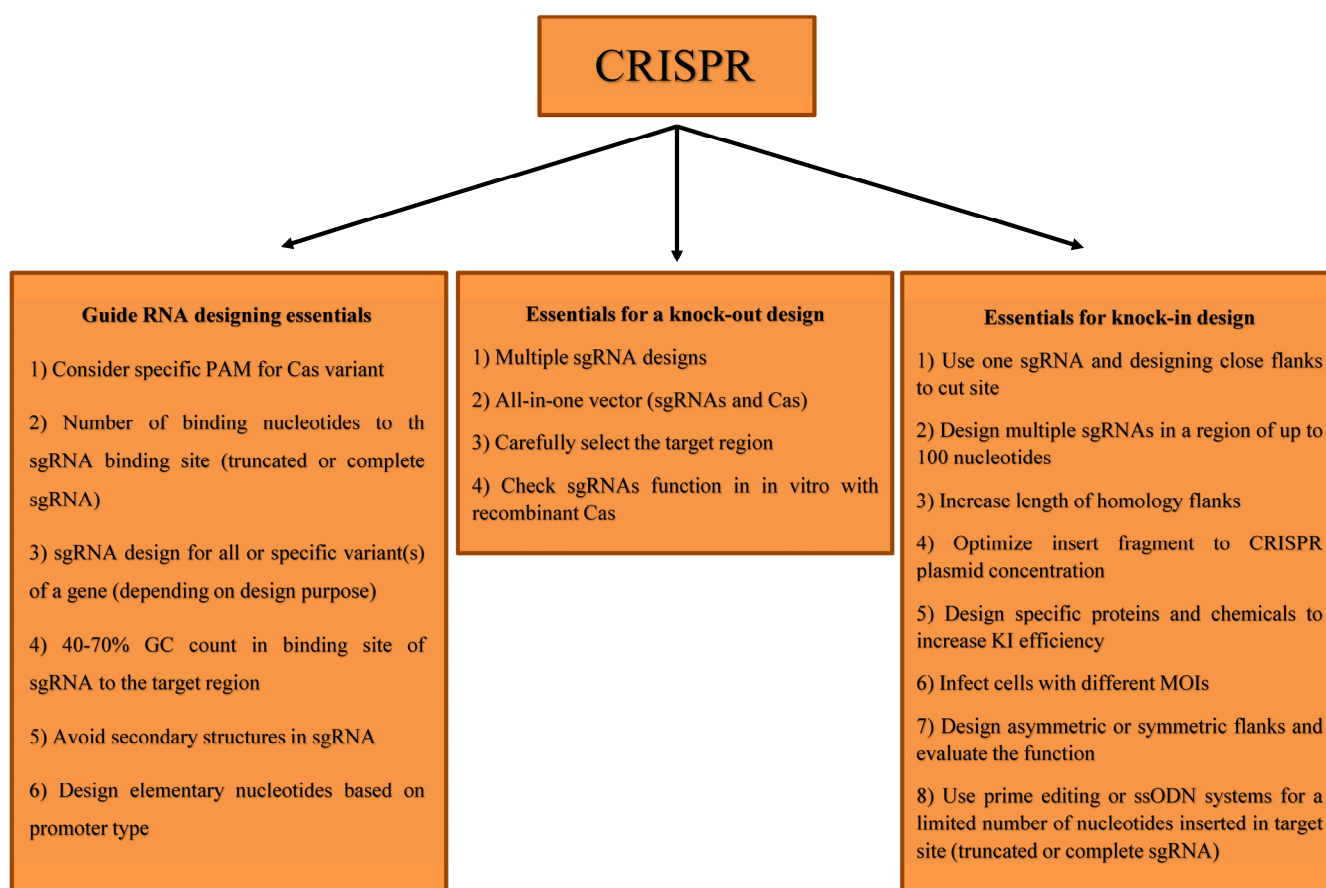 CRISPR
Guide RNA designing essentials
1) Consider specific PAM for Cas variant
2) Number of binding nucleotides to th
sgRNA binding site (truncated or complete
sgRNA)
3) sgRNA design for all or specific variant(s)
of a gene (depending on design purpose)
4) 40-70% GC count in binding site of
sgRNA to the target region
5) Avoid secondary structures in sgRNA
6) Design elementary nucleotides based on
promoter type
Essentials for a knock-out design
1) Multiple sgRNA designs
2) All-in-one vector (sgRNAs and Cas)
3) Carefully select the target region
4) Check sgRNAs function in in vitro with
recombinant Cas
Essentials for knock-in design
1) Use one sgRNA and designing close flanks
to cut site
2) Design multiple sgRNAs in a region of up to
100 nucleotides
3) Increase length of homology flanks
4) Optimize insert fragment to CRISPR
plasmid concentration
5) Design specific proteins and chemicals to
increase KI efficiency
6) Infect cells with different MOIs
7) Design asymmetric or symmetric flanks and
evaluate the function
8) Use prime editing or ssODN systems for a
limited number of nucleotides inserted in target
site (truncated or complete sgRNA)